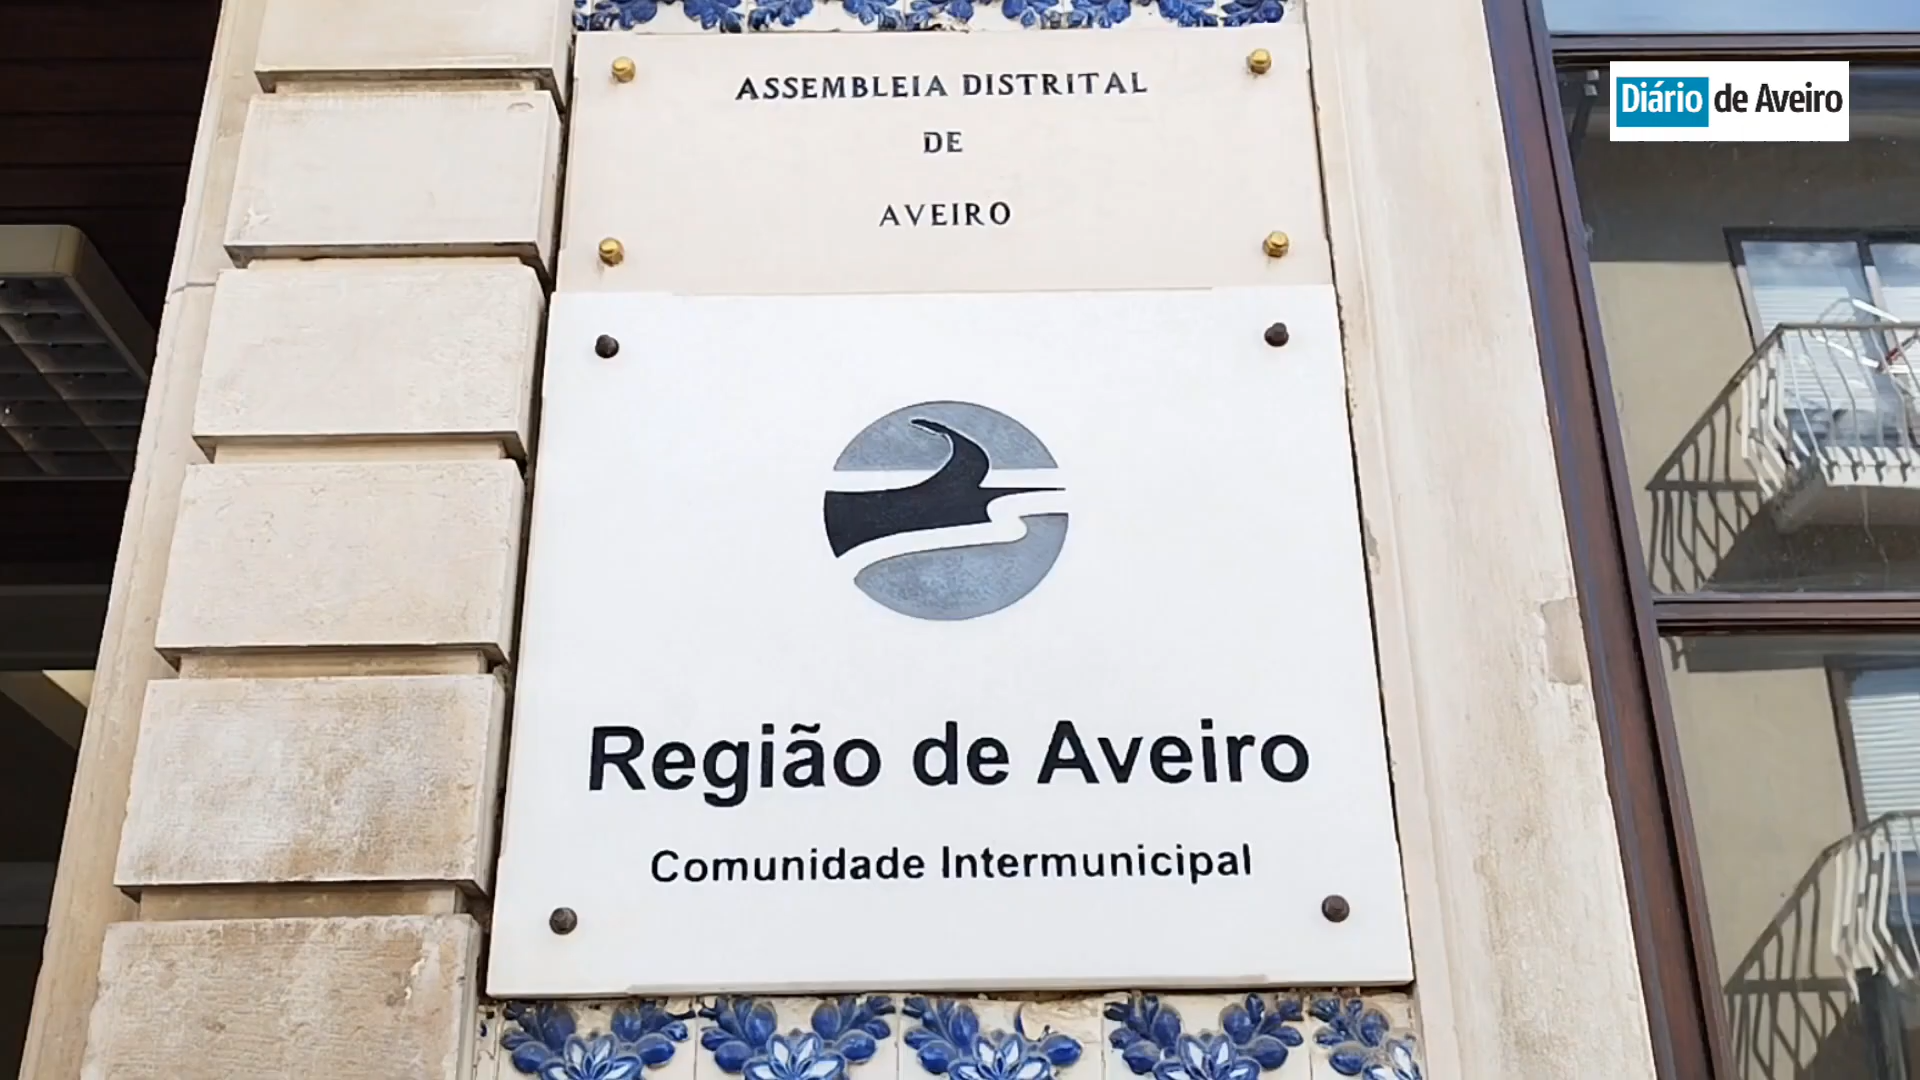 ASSEMBLEIA DISTRITAL
DE
AVEIRO
Diário de Aveiro
Região de Aveiro
Comunidade Intermunicipal